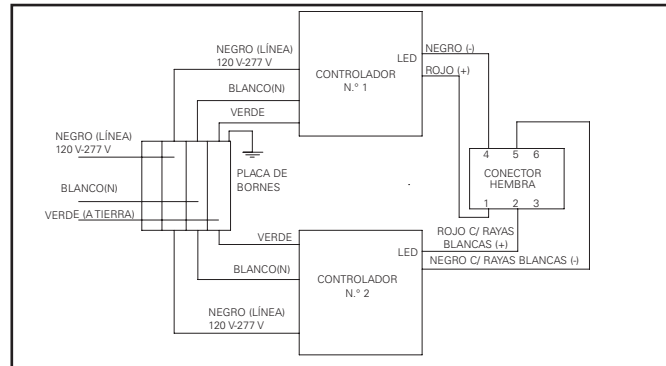 NEGRO (LÍNEA)
120 V-277 V
BLANCO(N)
VERDE
CONTROLADOR
N.° 1
LED
NEGRO (-)
ROJO (+)
NEGRO (LÍNEA)
120 V-277 V
BLANCO(N)
VERDE (A TIERRA)
PLACA DE
BORNES
4 5 6
CONECTOR
HEMBRA
1 2 3
VERDE
BLANCO(N)
NEGRO (LÍNEA)
120 V-277 V
CONTROLADOR
N.° 2
LED
ROJO C/ RAYAS
BLANCAS (+)
NEGRO C/ RAYAS BLANCAS (-)